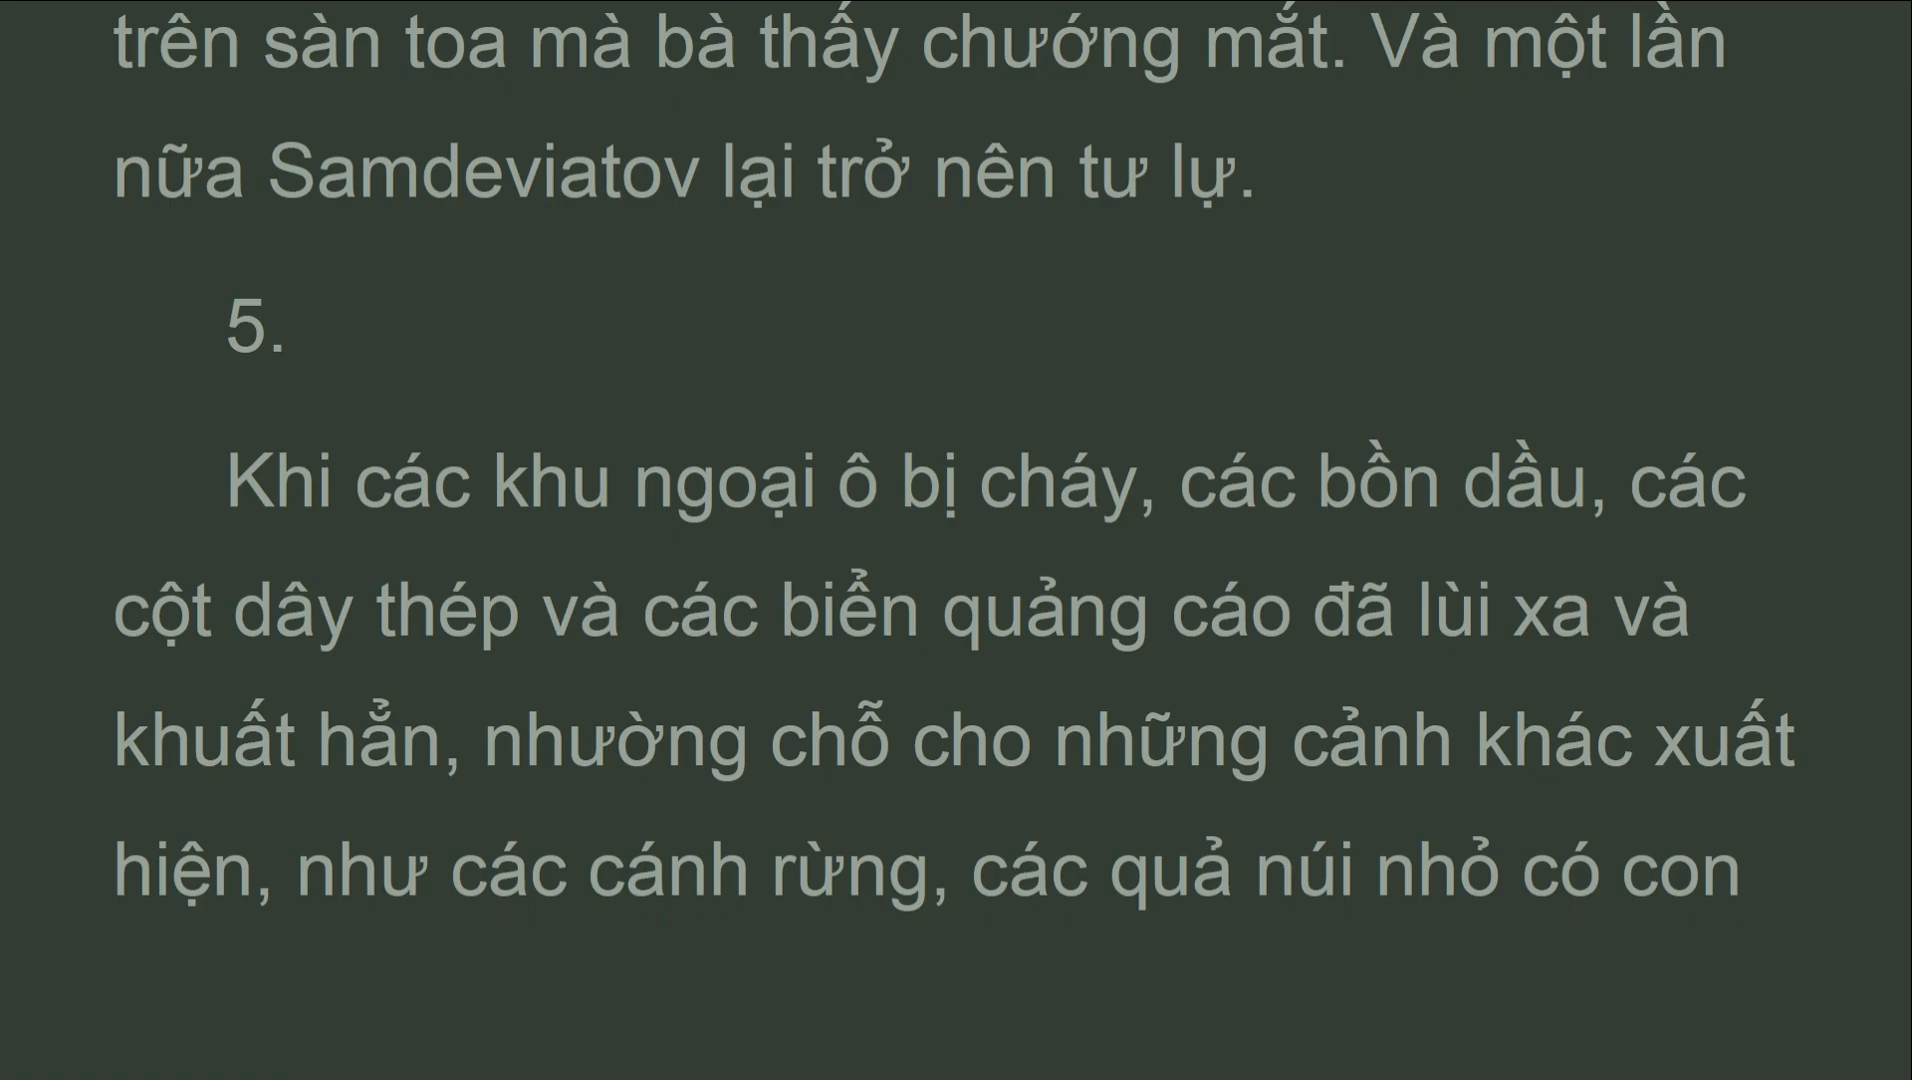 trên sàn toa mà bà thấy chướng mắt. Và một lần
nữa Samdeviatov lại trở nên tư lự.
5.
Khi các khu ngoại ô bị cháy, các bồn dầu, các
cột dây thép và các biển quảng cáo đã lùi xa và
khuất hẳn, nhường chỗ cho những cảnh khác xuất
hiện, như các cánh rừng, các quả núi nhỏ có con